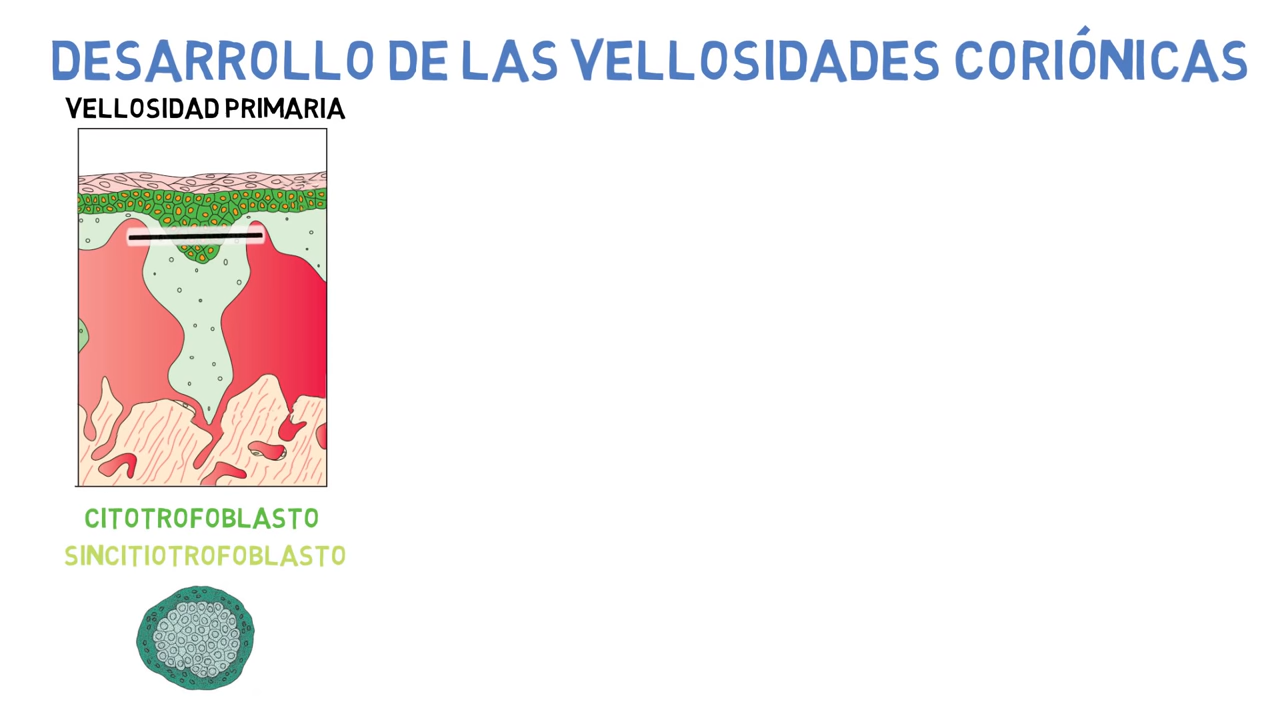 DESARROLLO DE LAS VELLOSIDADES CORIÓNICAS
VELLOSIDAD PRIMARIA
CITOTROFOBLASTO
SINCITIOTROFOBLASTO